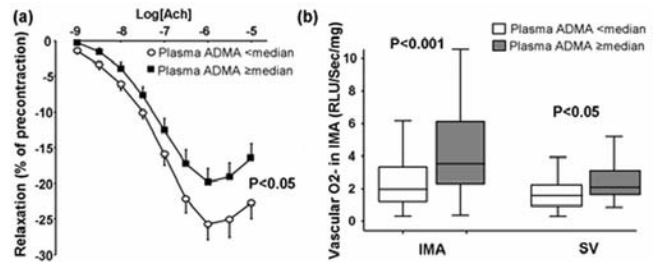 (a)
Log[Ach]
-9 -8 -7 -6 -5
0
-5
-10
-15
-20
-25
-30
Relaxation (% of precontraction)
Plasma ADMA <median
Plasma ADMA ≥median
P<0.05
(b)
Vascular O2- in IMA (RLU/Sec/mg)
10
8
6
4
2
0
Plasma ADMA <median
Plasma ADMA ≥median
P<0.001
P<0.05
IMA SV